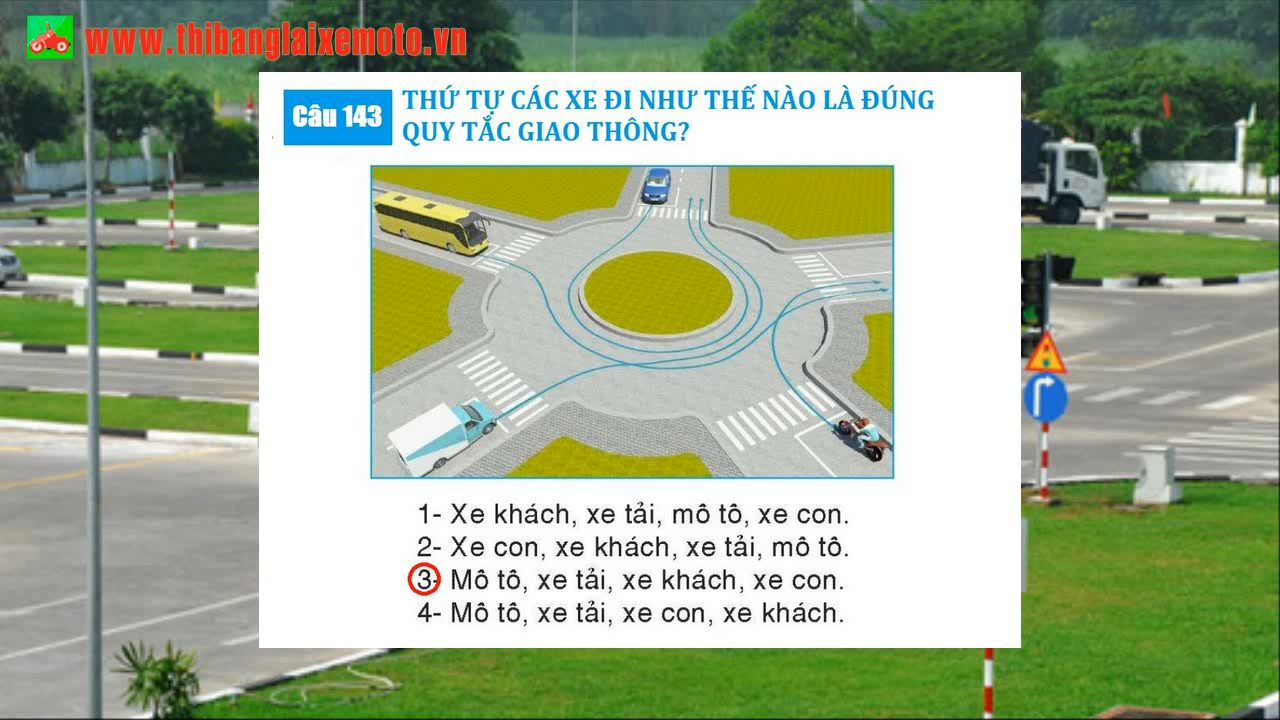 www.thibanglaixemoto.vn
Câu 143
THỨ TỰ CÁC XE ĐI NHƯ THẾ NÀO LÀ ĐÚNG
QUY TẮC GIAO THÔNG?
1- Xe khách, xe tải, mô tô, xe con.
2- Xe con, xe khách, xe tải, mô tô.
3- Mô tô, xe tải, xe khách, xe con.
4- Mô tô, xe tải, xe con, xe khách.